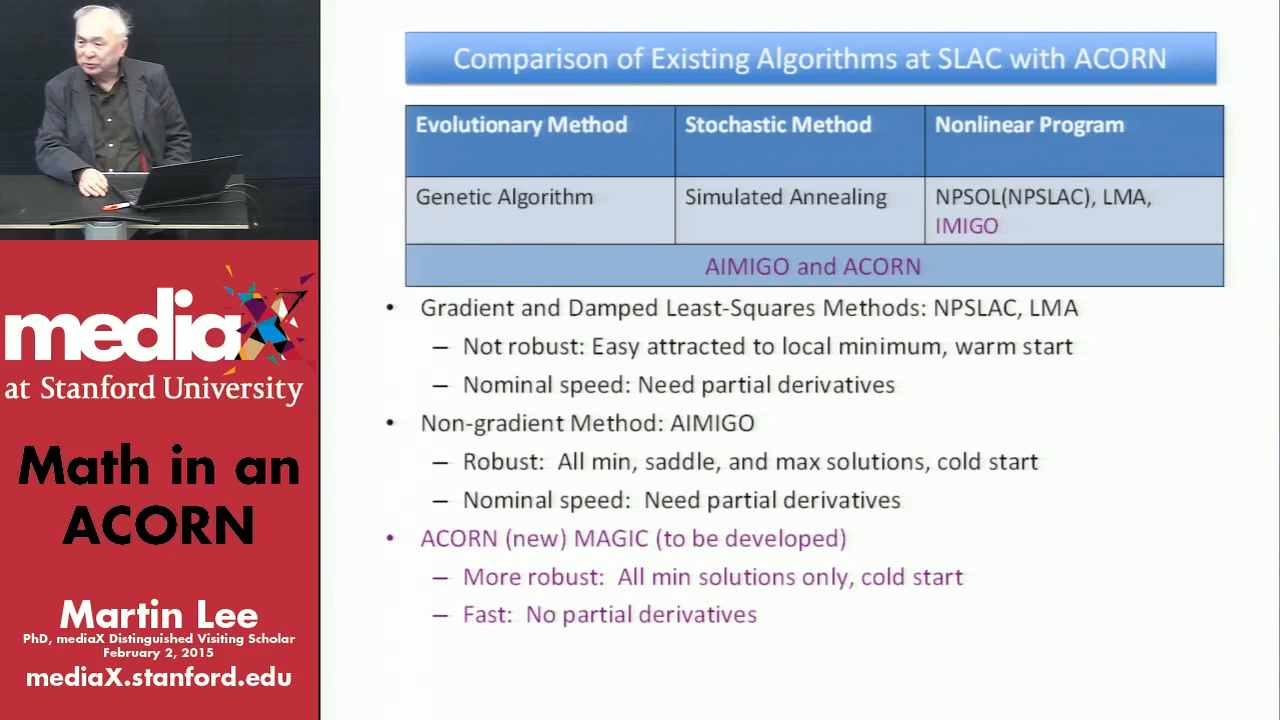 mediaX
at Stanford University
Math in an
ACORN
Martin Lee
PhD, mediaX Distinguished Visiting Scholar
February 2, 2015
mediaX.stanford.edu
Comparison of Existing Algorithms at SLAC with ACORN
Evolutionary Method
Stochastic Method
Nonlinear Program
Genetic Algorithm
Simulated Annealing
NPSOL(NPSLAC), LMA,
IMIGO
AIMIGO and ACORN
• Gradient and Damped Least-Squares Methods: NPSLAC, LMA
– Not robust: Easy attracted to local minimum, warm start
– Nominal speed: Need partial derivatives
• Non-gradient Method: AIMIGO
– Robust: All min, saddle, and max solutions, cold start
– Nominal speed: Need partial derivatives
• ACORN (new) MAGIC (to be developed)
– More robust: All min solutions only, cold start
– Fast: No partial derivatives